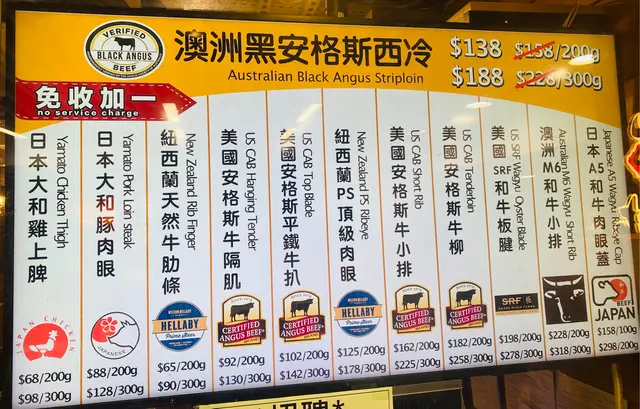 VERIFIED
BLACK ANGUS
BEEF
澳洲黑安格斯西冷
Australian Black Angus Striploin
$138 $158/200g
$188 $228/300g
免收加一
no service charge
日本大和雞上脾
Yamato Chicken Thigh
JAPAN CHICKEN
$68/200g
$98/300g
日本大和豚肉眼
Yamato Pork Loin steak
JAPANESE
$88/200g
$128/300g
紐西蘭天然牛肋條
New Zealand Rib Finger
HELLABY
Prime Steer
$65/200g
$90/300g
美國安格斯牛隔肌
US CAB Hanging Tender
CERTIFIED
ANGUS BEEF
$92/200g
$130/300g
美國安格斯平鐵牛扒
US CAB Top Blade
CERTIFIED
ANGUS BEEF
$102/200g
$142/300g
紐西蘭PS頂級肉眼
New Zealand PS Ribeye
HELLABY
Prime Steer
$125/200g
$178/300g
美國安格斯牛小排
US CAB Short Rib
CERTIFIED
ANGUS BEEF
$162/200g
$225/300g
美國安格斯牛柳
US CAB Tenderloin
CERTIFIED
ANGUS BEEF
$182/200g
$258/300g
美國SRF和牛板腱
US SRF Wagyu Oyster Blade
SRF
$198/200g
$278/300g
澳洲M6和牛小排
Australian M6 Wagyu Short Rib
$228/200g
$318/300g
日本A5和牛肉眼蓋
Japanese A5 Wagyu Rib-eye Cap
BEEF
JAPAN
$158/100g
$298/200g